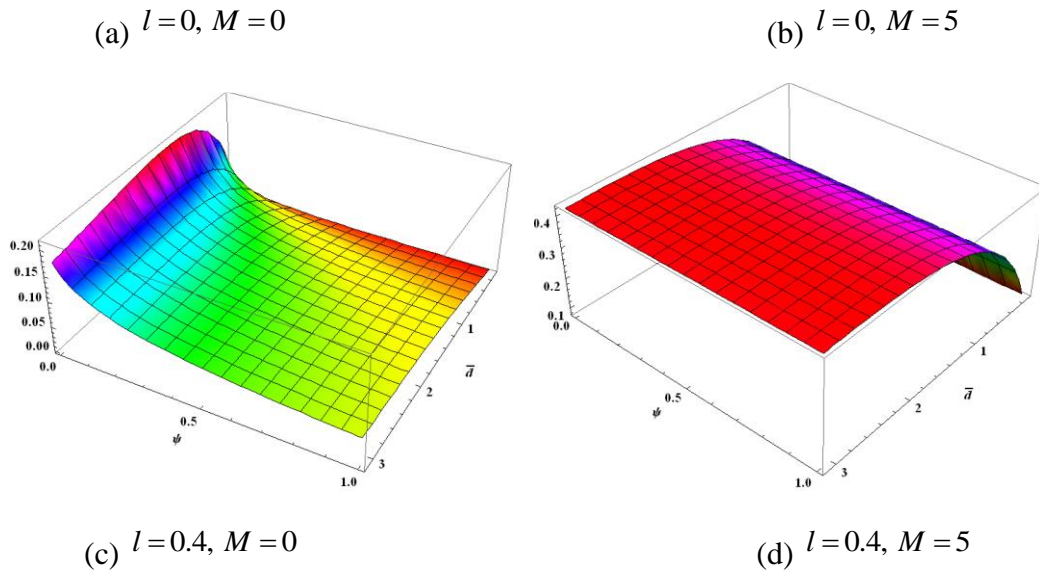 (a) l = 0, M = 0
(b) l = 0, M = 5
0.20
0.15
0.10
0.05
0.00
0.0
0.5
1.0
ψ
1
2
3
d̅
0.4
0.3
0.2
0.1
0.0
0.5
1.0
ψ
1
2
3
d̅
(c) l = 0.4, M = 0
(d) l = 0.4, M = 5